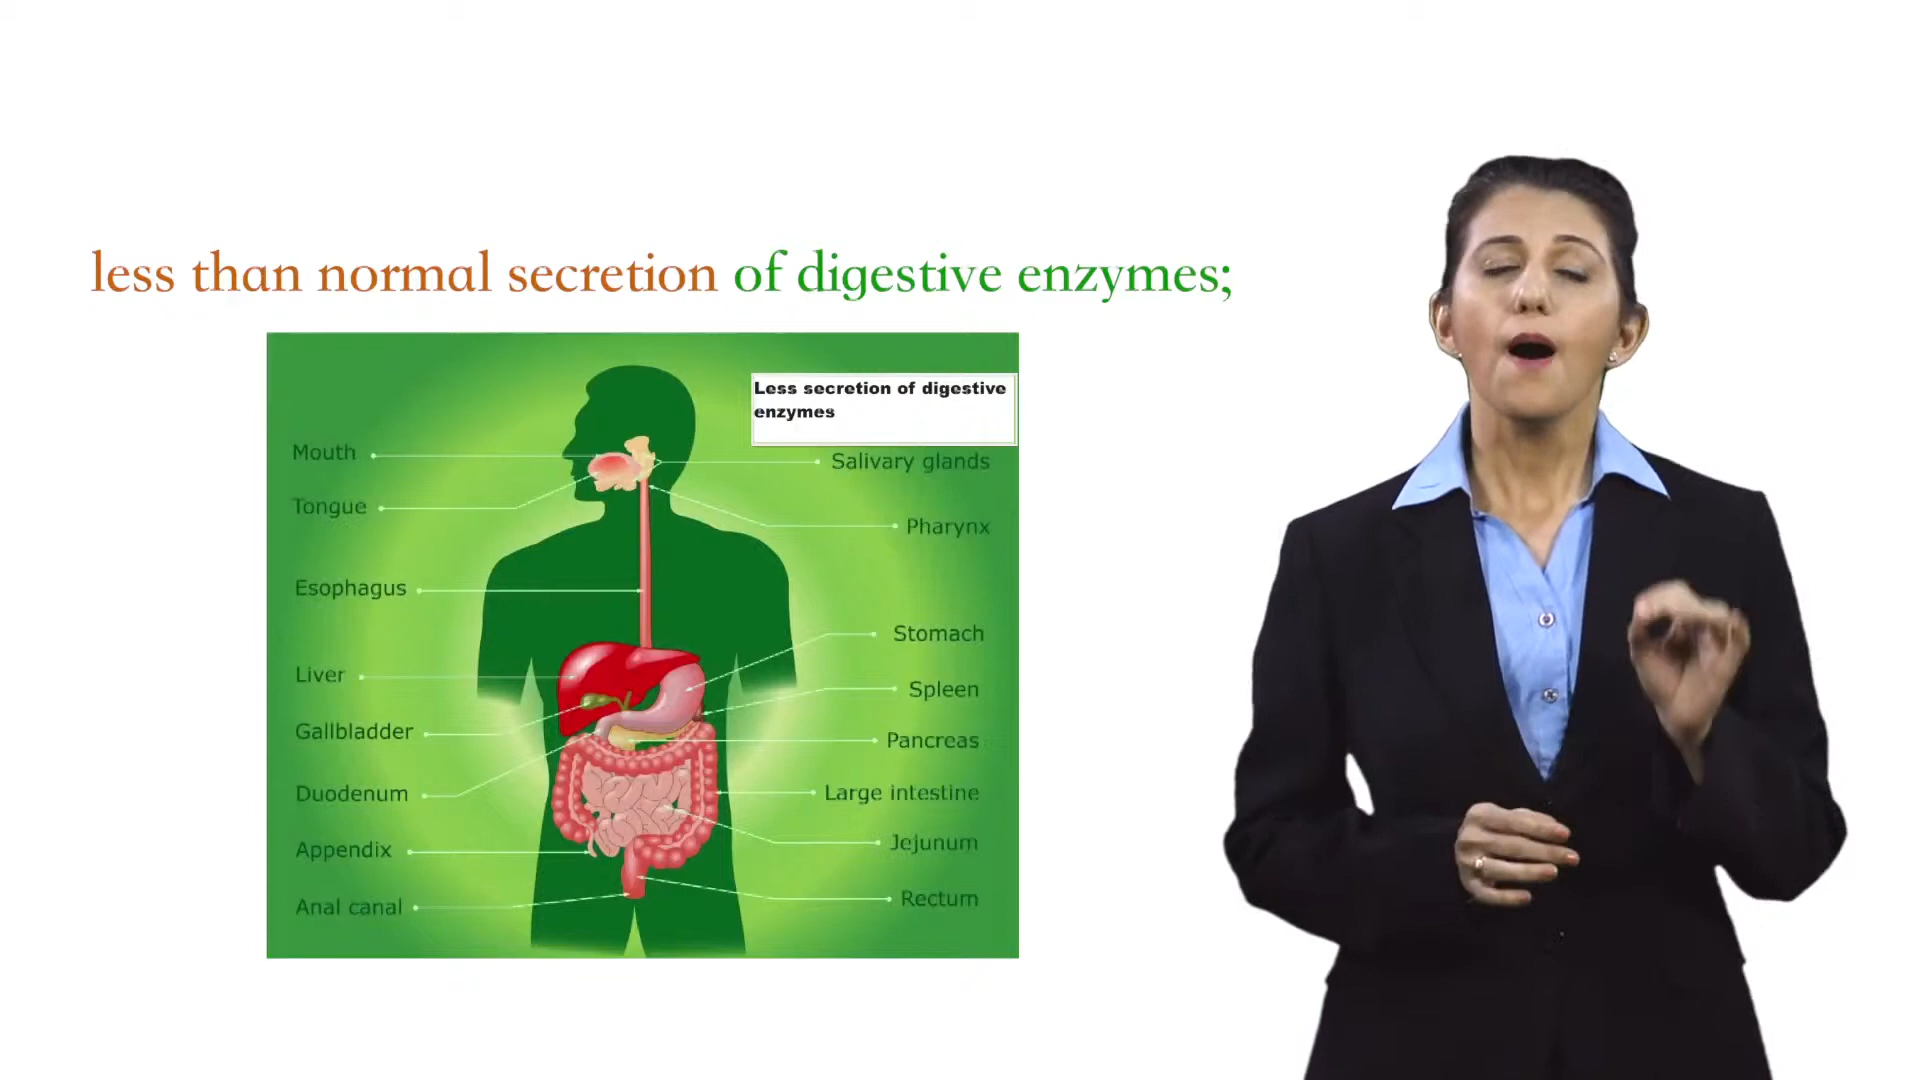 less than normal secretion of digestive enzymes;
Less secretion of digestive
enzymes
Mouth
Salivary glands
Tongue
Pharynx
Esophagus
Stomach
Liver
Spleen
Gallbladder
Pancreas
Duodenum
Large intestine
Jejunum
Appendix
Rectum
Anal canal